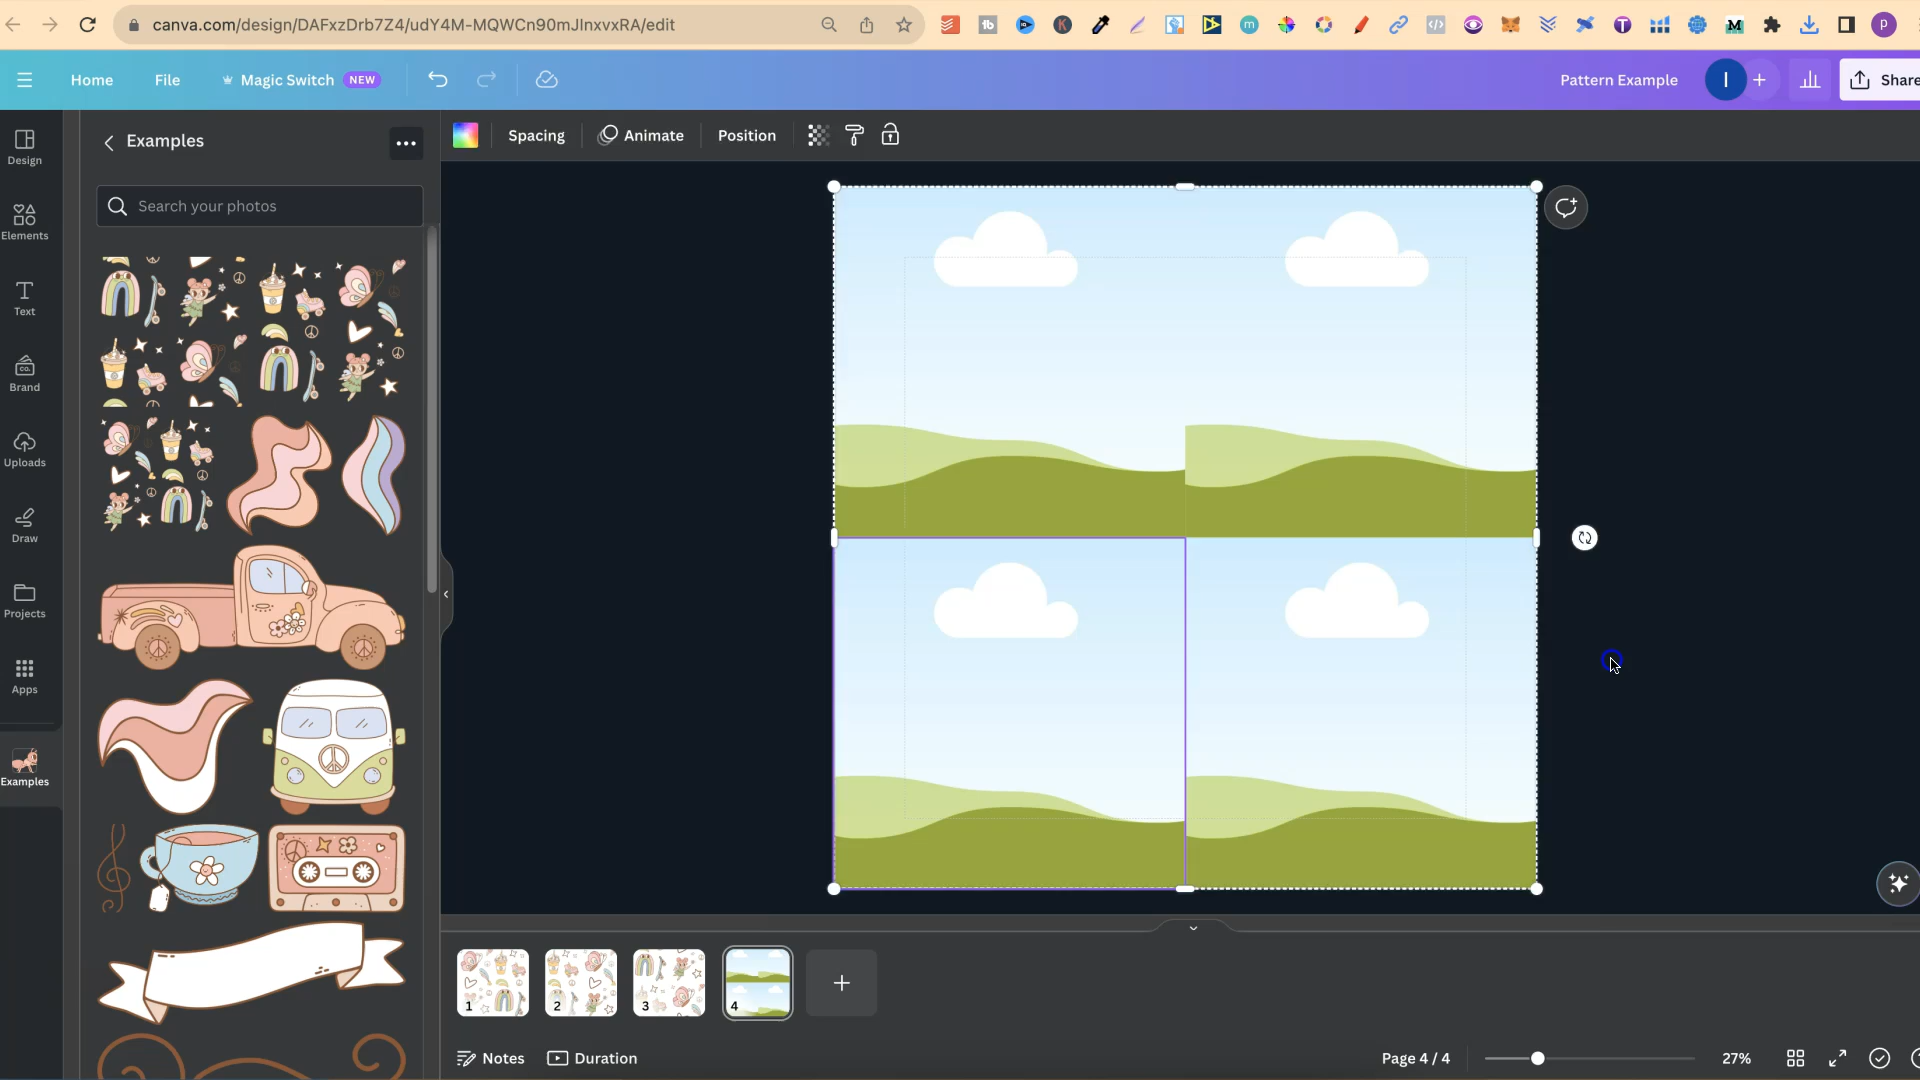 canva.com/design/DAFxzDrb7Z4/udY4M-MQWCn90mJInxvxRA/edit
Home
File
Magic Switch
NEW
Pattern Example
I
Share
Design
Elements
Text
Brand
Uploads
Draw
Projects
Apps
Examples
Examples
Search your photos
Spacing
Animate
Position
1
2
3
4
Notes
Duration
Page 4 / 4
27%